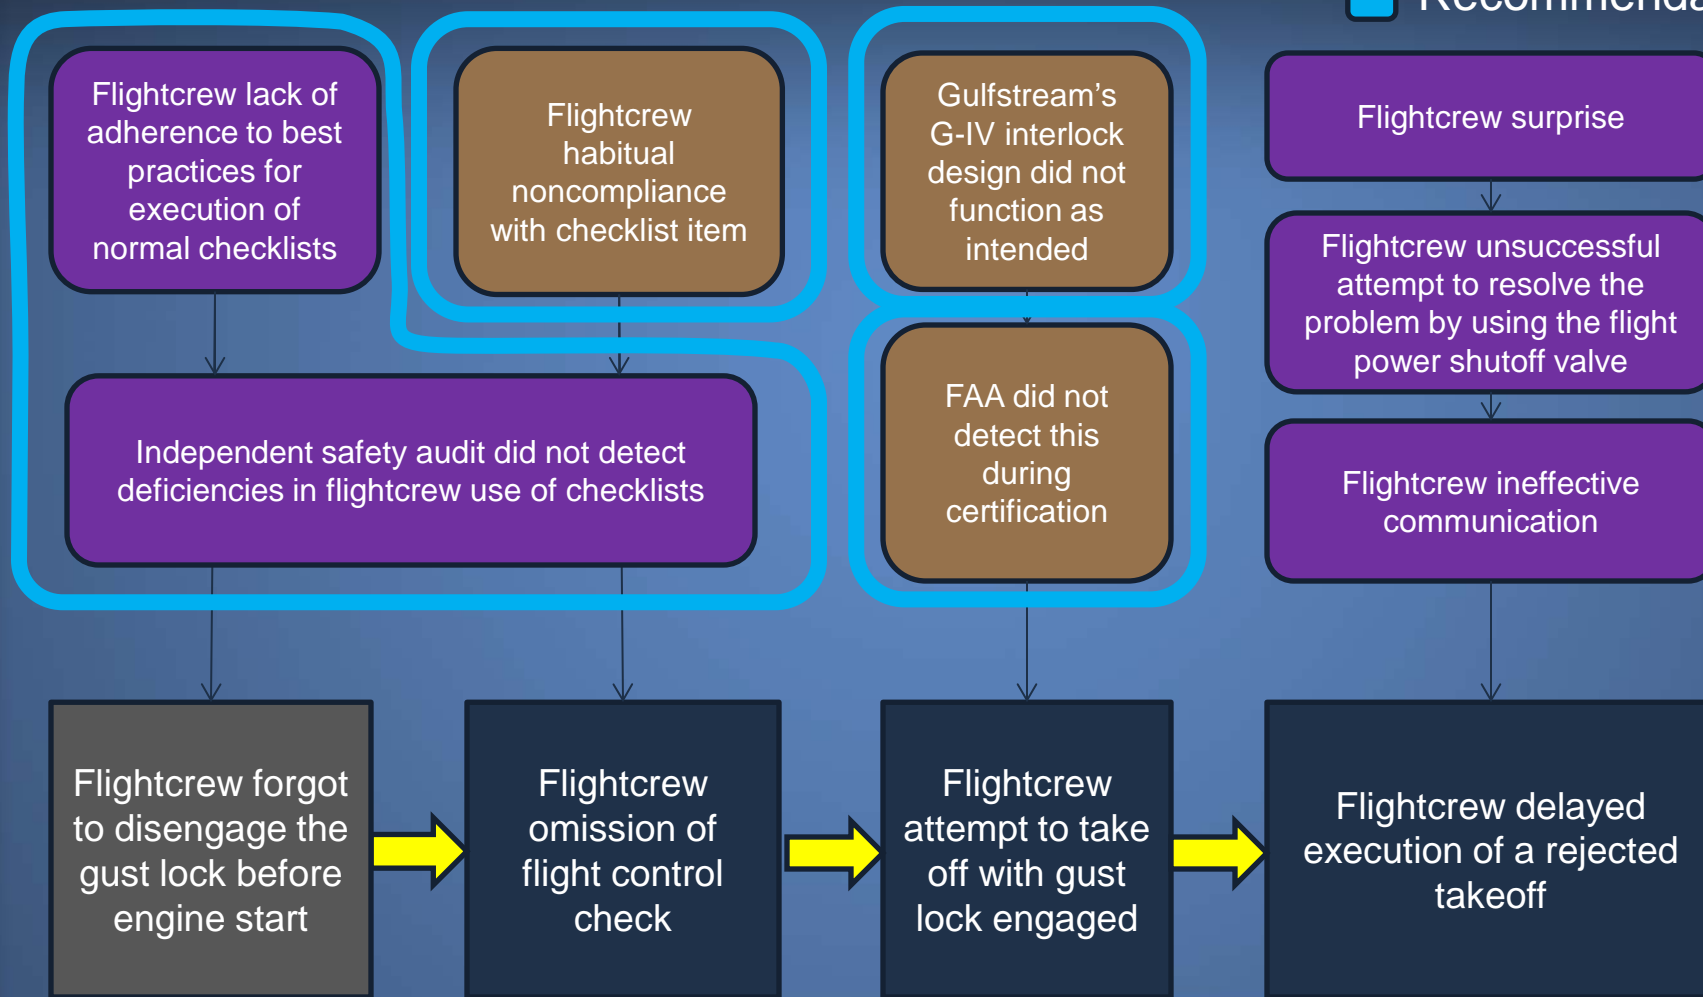 Flightcrew lack of
adherence to best
practices for
execution of
normal checklists
Flightcrew
habitual
noncompliance
with checklist item
Gulfstream's
G-IV interlock
design did not
function as
intended
Flightcrew surprise
Flightcrew unsuccessful
attempt to resolve the
problem by using the flight
power shutoff valve
Independent safety audit did not detect
deficiencies in flightcrew use of checklists
FAA did not
detect this
during
certification
Flightcrew ineffective
communication
Flightcrew forgot
to disengage the
gust lock before
engine start
Flightcrew
omission of
flight control
check
Flightcrew
attempt to take
off with gust
lock engaged
Flightcrew delayed
execution of a rejected
takeoff